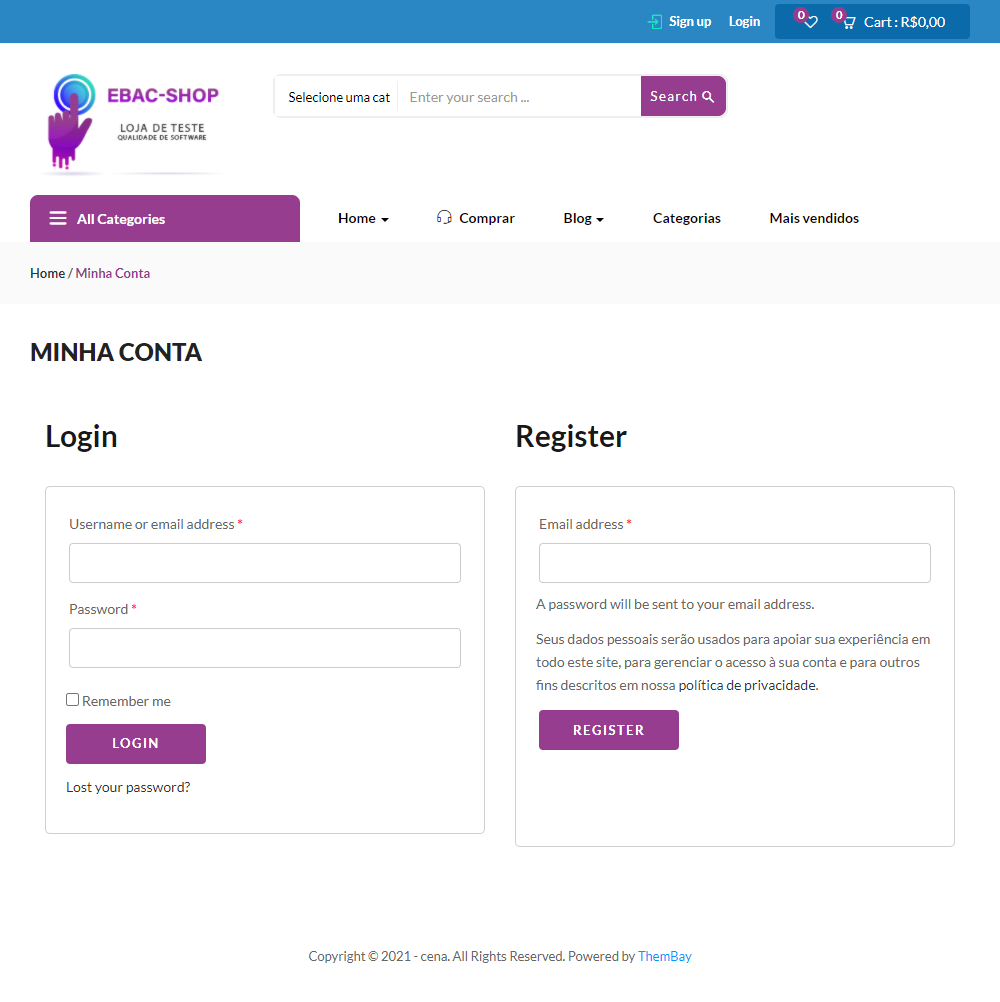 Sign up Login 0 0 Cart : R$0,00
EBAC-SHOP
LOJA DE TESTE
QUALIDADE DE SOFTWARE
Selecione uma cat Enter your search ... Search
All Categories Home Comprar Blog Categorias Mais vendidos
Home / Minha Conta
MINHA CONTA
Login
Username or email address *
Password *
Remember me
LOGIN
Lost your password?
Register
Email address *
A password will be sent to your email address.
Seus dados pessoais serão usados para apoiar sua experiência em
todo este site, para gerenciar o acesso à sua conta e para outros
fins descritos em nossa política de privacidade.
REGISTER
Copyright © 2021 - cena. All Rights Reserved. Powered by ThemBay